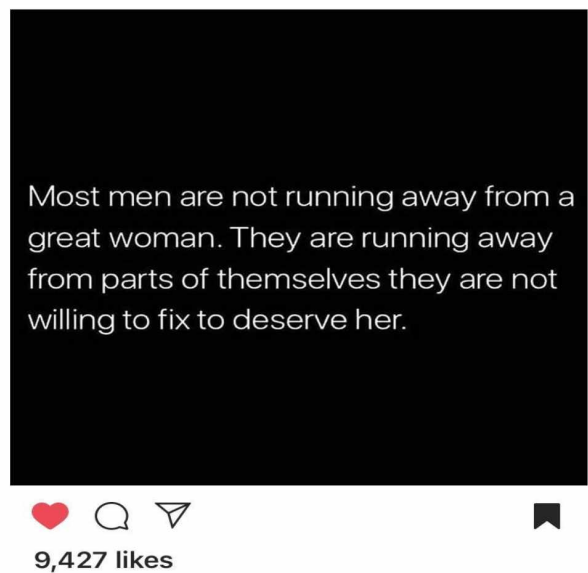 Most men are not running away from a
great woman. They are running away
from parts of themselves they are not
willing to fix to deserve her.
9,427 likes